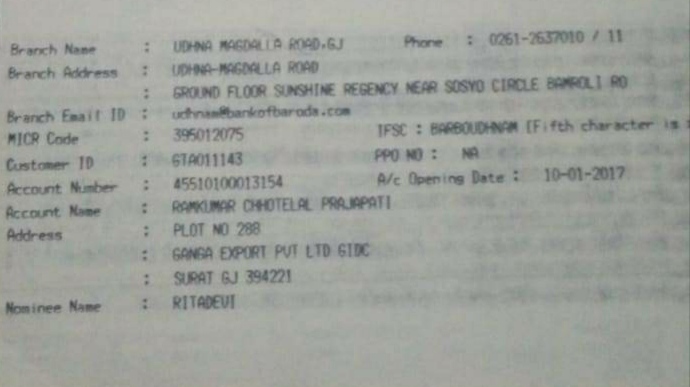 Branch Name : UDHNA MAGDALLA ROAD,GJ Phone : 0261-2637010 / 11
Branch Address : UDHNA-MAGDALLA ROAD
: GROUND FLOOR SUNSHINE REGENCY NEAR SOSYO CIRCLE BAMROLI RO
Branch Email ID : udhnam@bankofbaroda.com
MICR Code : 395012075 IFSC : BARB0UDHNAM (Fifth character is
Customer ID : GTA011143 PPO NO : NA
Account Number : 45510100013154 A/c Opening Date : 10-01-2017
Account Name : RAMKUMAR CHHOTELAL PRAJAPATI
Address : PLOT NO 288
: GANGA EXPORT PVT LTD GIDC
: SURAT GJ 394221
Nominee Name : RITADEVI